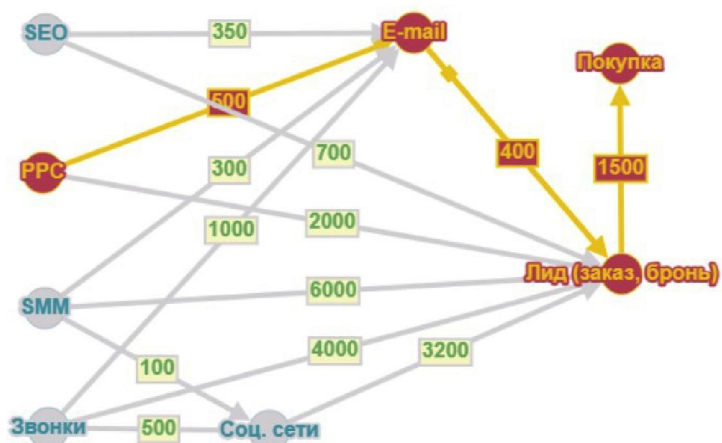 SEO
350
E-mail
Покупка
500
700
400
1500
PPC
300
2000
1000
Лид (заказ, бронь)
SMM
6000
4000
3200
100
Звонки
500
Соц. сети